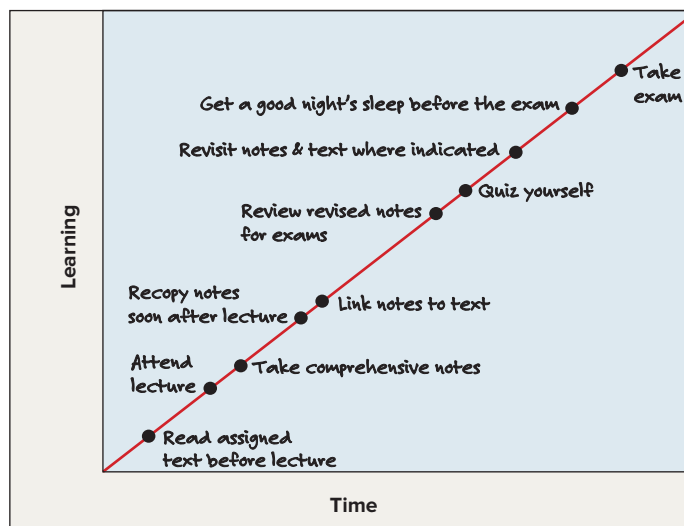 Take
exam
Get a good night's sleep before the exam
Revisit notes & text where indicated
Quiz yourself
Review revised notes
for exams
Link notes to text
Recopy notes
soon after lecture
Take comprehensive notes
Attend
lecture
Read assigned
text before lecture
Learning
Time